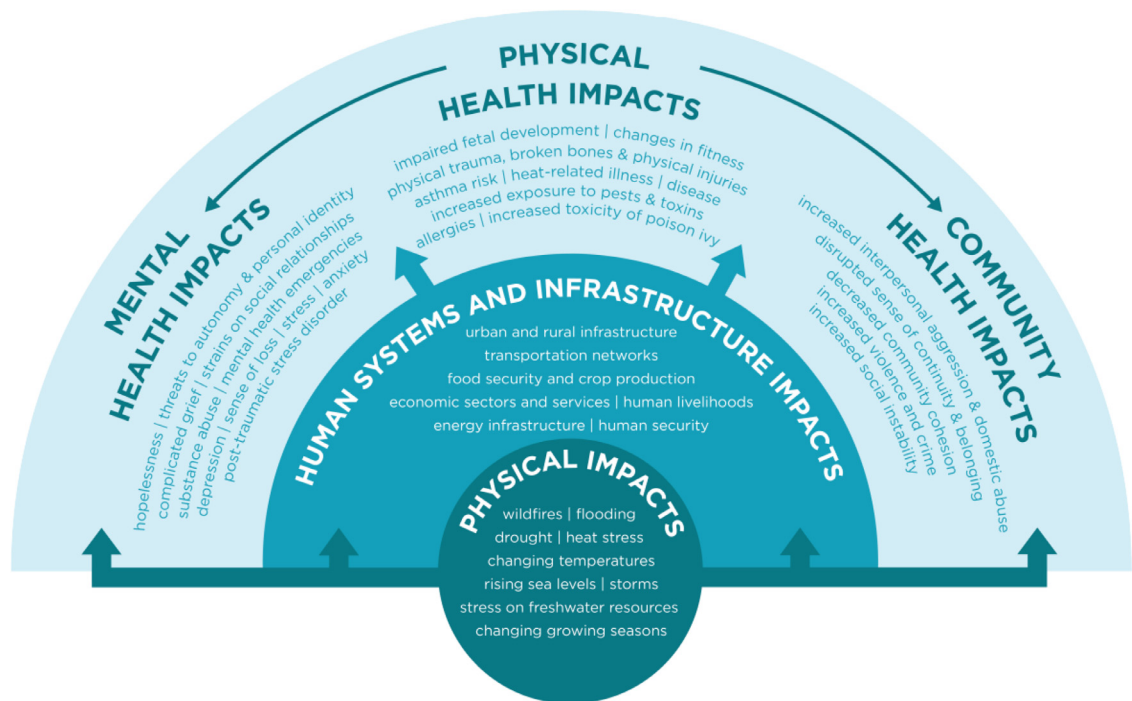 PHYSICAL
HEALTH IMPACTS
impaired fetal development | changes in fitness
physical trauma, broken bones & physical injuries
asthma risk | heat-related illness | disease
increased exposure to pests & toxins
allergies | increased toxicity of poison ivy
MENTAL
HEALTH IMPACTS
hopelessness | threats to autonomy & personal identity
complicated grief | strains on social relationships
substance abuse | mental health emergencies
depression | sense of loss | stress | anxiety
post-traumatic stress disorder
COMMUNITY
HEALTH IMPACTS
increased interpersonal aggression & domestic abuse
disrupted sense of continuity & belonging
decreased community cohesion
increased violence and crime
increased social instability
HUMAN SYSTEMS AND INFRASTRUCTURE IMPACTS
urban and rural infrastructure
transportation networks
food security and crop production
economic sectors and services | human livelihoods
energy infrastructure | human security
PHYSICAL IMPACTS
wildfires | flooding
drought | heat stress
changing temperatures
rising sea levels | storms
stress on freshwater resources
changing growing seasons